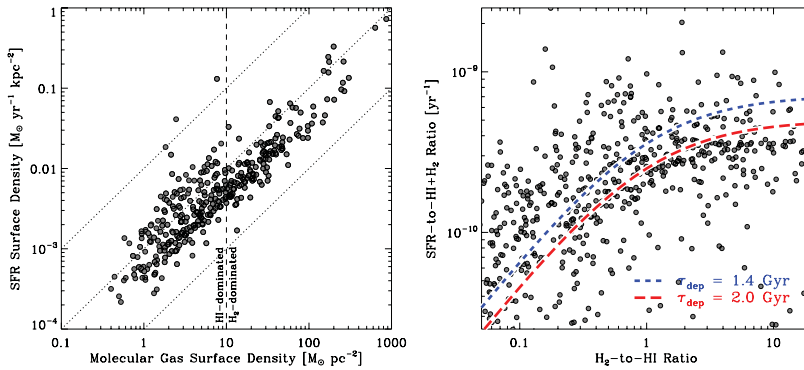 SFR Surface Density [M⊙ yr⁻¹ kpc⁻²]
1
0.1
0.01
10⁻³
10⁻⁴
HI-dominated
H₂-dominated
0.1
1
10
100
1000
Molecular Gas Surface Density [M⊙ pc⁻²]
SFR-to-HI+H₂ Ratio [yr⁻¹]
10⁻⁹
10⁻¹⁰
τdep = 1.4 Gyr
τdep = 2.0 Gyr
0.1
1
10
H₂-to-HI Ratio